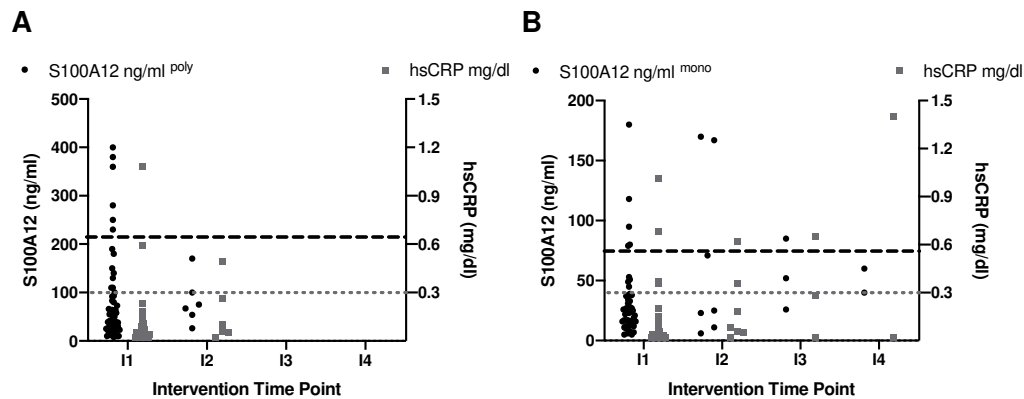 A
S100A12 ng/ml poly
hsCRP mg/dl
500
400
300
200
100
0
S100A12 (ng/ml)
1.5
1.2
0.9
0.6
0.3
hsCRP (mg/dl)
I1 I2 I3 I4
Intervention Time Point
B
S100A12 ng/ml mono
hsCRP mg/dl
200
150
100
50
0
S100A12 (ng/ml)
1.5
1.2
0.9
0.6
0.3
hsCRP (mg/dl)
I1 I2 I3 I4
Intervention Time Point